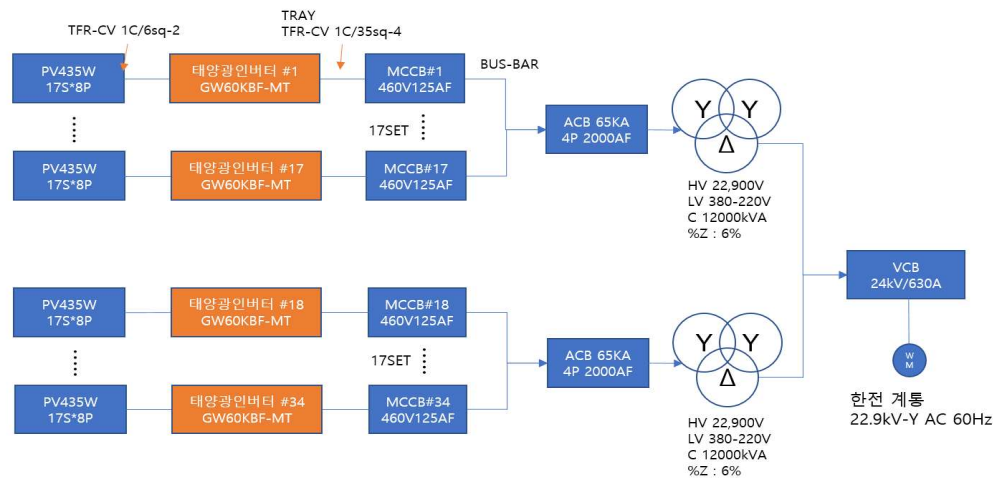 TFR-CV 1C/6sq-2
TRAY
TFR-CV 1C/35sq-4
PV435W
17S*8P
태양광인버터 #1
GW60KBF-MT
MCCB#1
460V125AF
BUS-BAR
17SET
PV435W
17S*8P
태양광인버터 #17
GW60KBF-MT
MCCB#17
460V125AF
ACB 65KA
4P 2000AF
Y
Y
Δ
HV 22,900V
LV 380-220V
C 12000kVA
%Z : 6%
PV435W
17S*8P
태양광인버터 #18
GW60KBF-MT
MCCB#18
460V125AF
17SET
PV435W
17S*8P
태양광인버터 #34
GW60KBF-MT
MCCB#34
460V125AF
ACB 65KA
4P 2000AF
Y
Y
Δ
HV 22,900V
LV 380-220V
C 12000kVA
%Z : 6%
VCB
24kV/630A
W
M
한전 계통
22.9kV-Y AC 60Hz